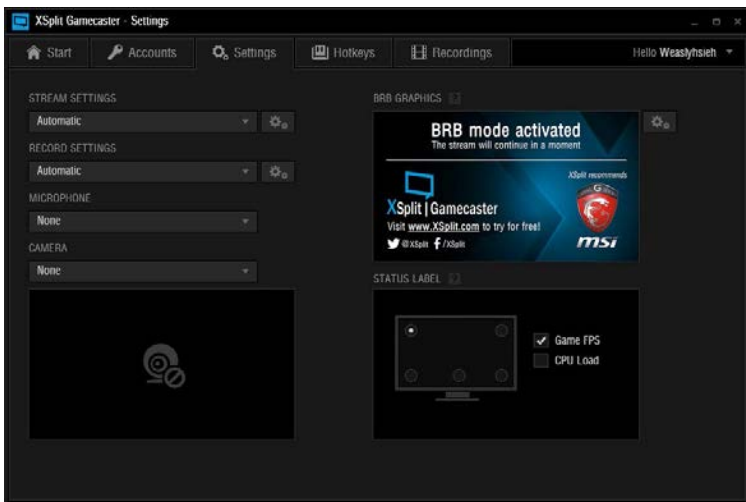 XSplit Gamecaster - Settings
Start
Accounts
Settings
Hotkeys
Recordings
Hello Weaslyhsieh
STREAM SETTINGS
Automatic
RECORD SETTINGS
Automatic
MICROPHONE
None
CAMERA
None
BRB GRAPHICS
BRB mode activated
The stream will continue in a moment
XSplit recommends
G
XSplit | Gamecaster
Visit www.XSplit.com to try for free!
@XSplit f /XSplit
msi
STATUS LABEL
Game FPS
CPU Load